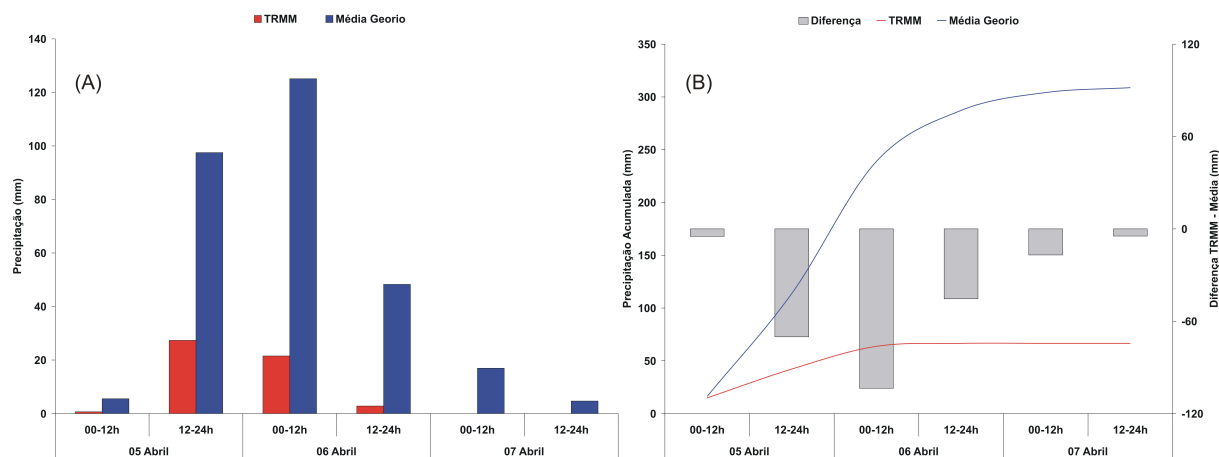 TRMM Média Georio
(A)
Precipitação (mm)
140
120
100
80
60
40
20
0
00-12h 12-24h 00-12h 12-24h 00-12h 12-24h
05 Abril 06 Abril 07 Abril
Diferença TRMM Média Georio
(B)
Precipitação Acumulada (mm)
350
300
250
200
150
100
50
0
120
60
0
-60
-120
Diferença TRMM - Média (mm)
00-12h 12-24h 00-12h 12-24h 00-12h 12-24h
05 Abril 06 Abril 07 Abril